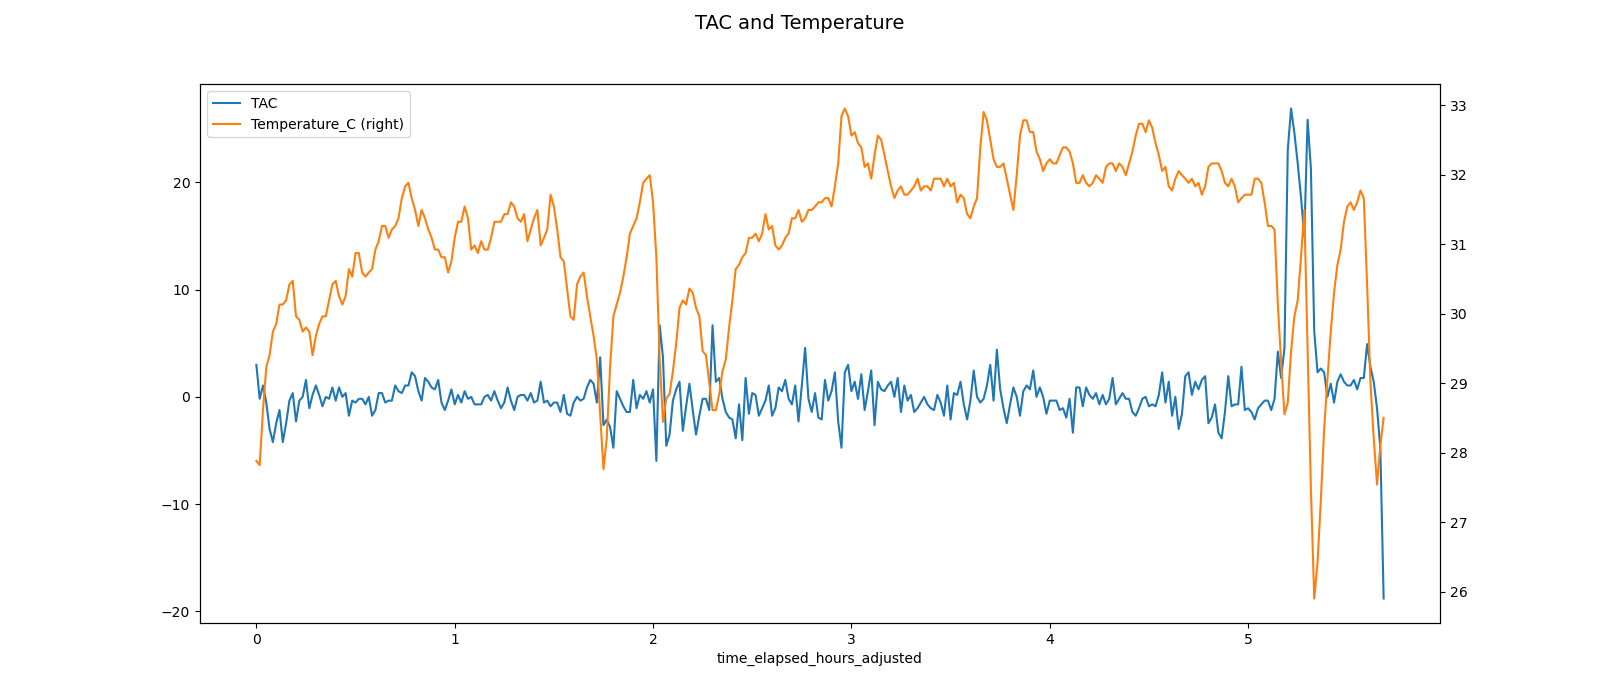 TAC and Temperature
TAC
Temperature_C (right)
20
10
0
−10
−20
33
32
31
30
29
28
27
26
0 1 2 3 4 5
time_elapsed_hours_adjusted